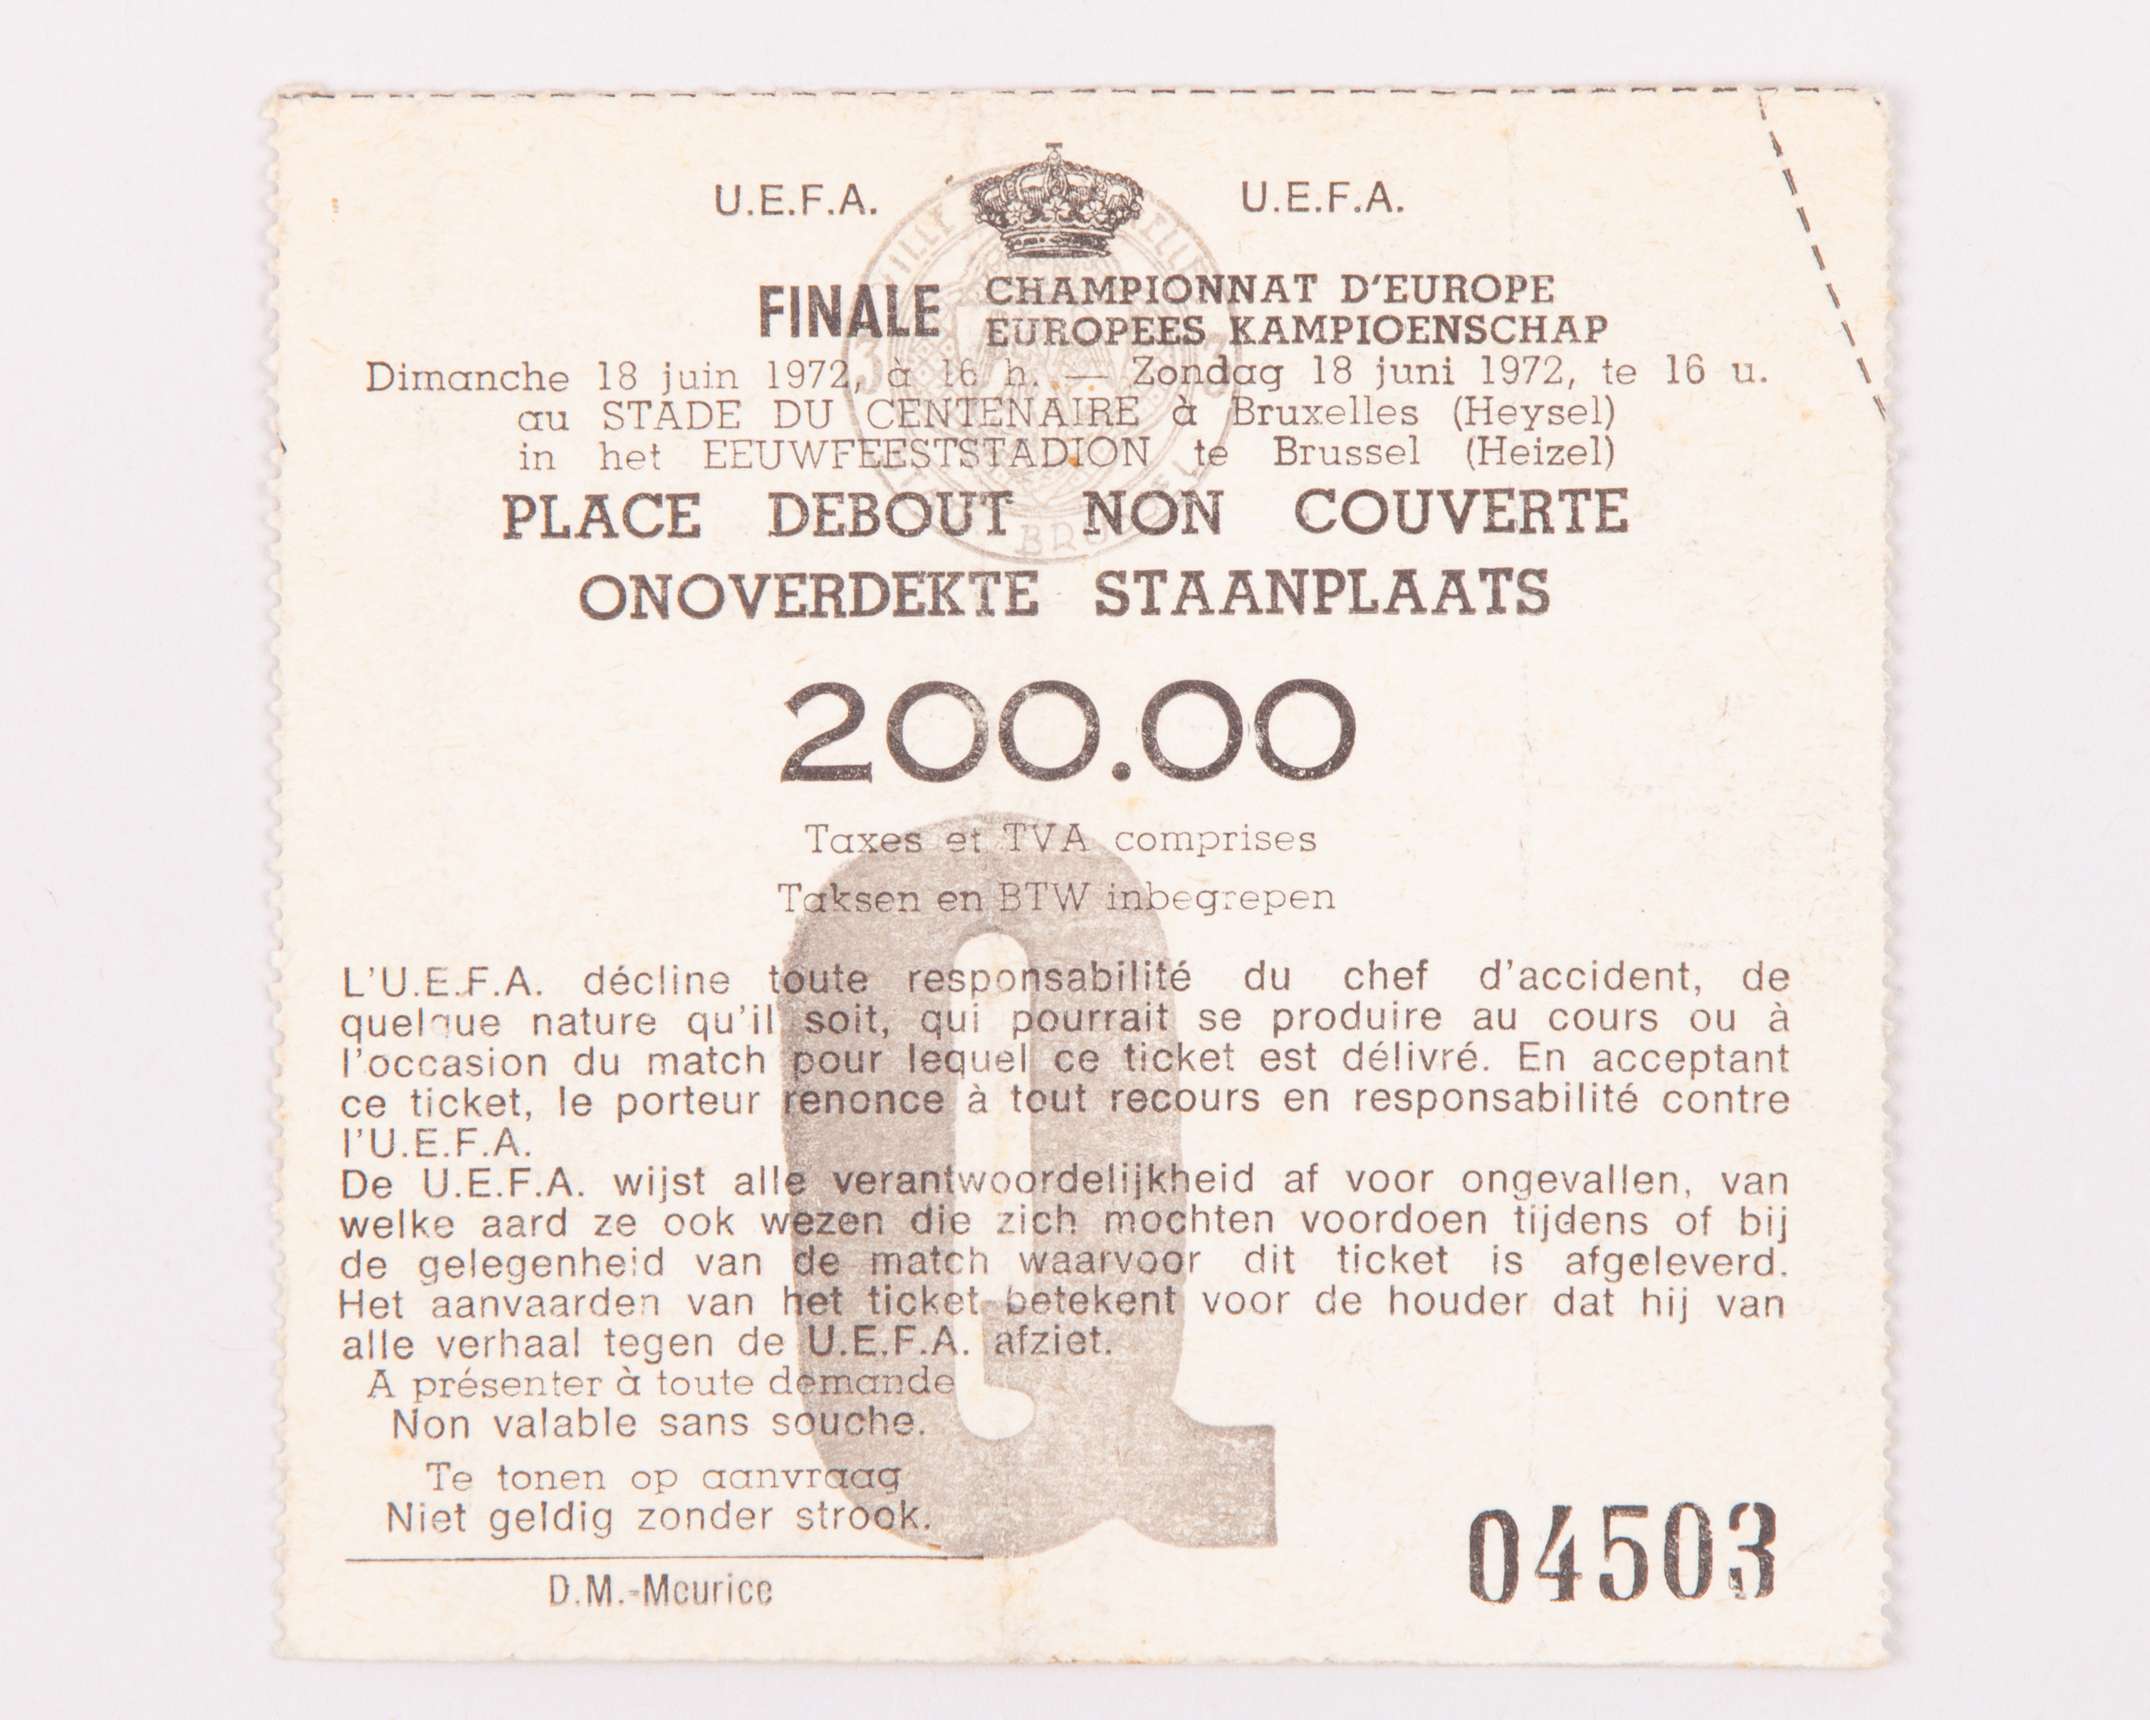 U.E.F.A. U.E.F.A.
FINALE CHAMPIONNAT D'EUROPE
EUROPEES KAMPIOENSCHAP
Dimanche 18 juin 1972, à 16 h. — Zondag 18 juni 1972, te 16 u.
au STADE DU CENTENAIRE à Bruxelles (Heysel)
in het EEUWFEESTSTADION te Brussel (Heizel)
PLACE DEBOUT NON COUVERTE
ONOVERDEKTE STAANPLAATS
200.00
Taxes et TVA comprises
Taksen en BTW inbegrepen
Q
L'U.E.F.A. décline toute responsabilité du chef d'accident, de
quelque nature qu'il soit, qui pourrait se produire au cours ou à
l'occasion du match pour lequel ce ticket est délivré. En acceptant
ce ticket, le porteur renonce à tout recours en responsabilité contre
l'U.E.F.A.
De U.E.F.A. wijst alle verantwoordelijkheid af voor ongevallen, van
welke aard ze ook wezen die zich mochten voordoen tijdens of bij
de gelegenheid van de match waarvoor dit ticket is afgeleverd.
Het aanvaarden van het ticket betekent voor de houder dat hij van
alle verhaal tegen de U.E.F.A. afziet.
A présenter à toute demande
Non valable sans souche.
Te tonen op aanvraag
Niet geldig zonder strook.
D.M.-Meurice
04503